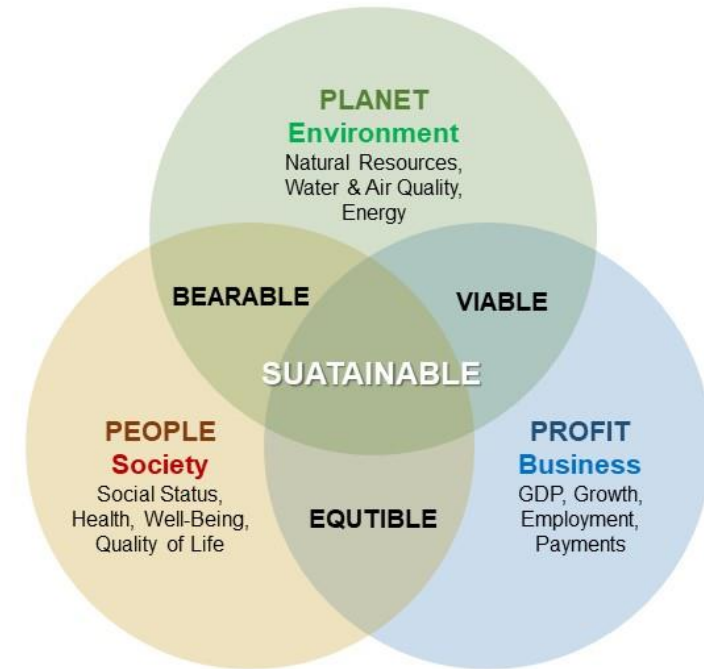 PLANET
Environment
Natural Resources,
Water & Air Quality,
Energy
BEARABLE
VIABLE
SUATAINABLE
PEOPLE
Society
Social Status,
Health, Well-Being,
Quality of Life
PROFIT
Business
GDP, Growth,
Employment,
Payments
EQUTIBLE